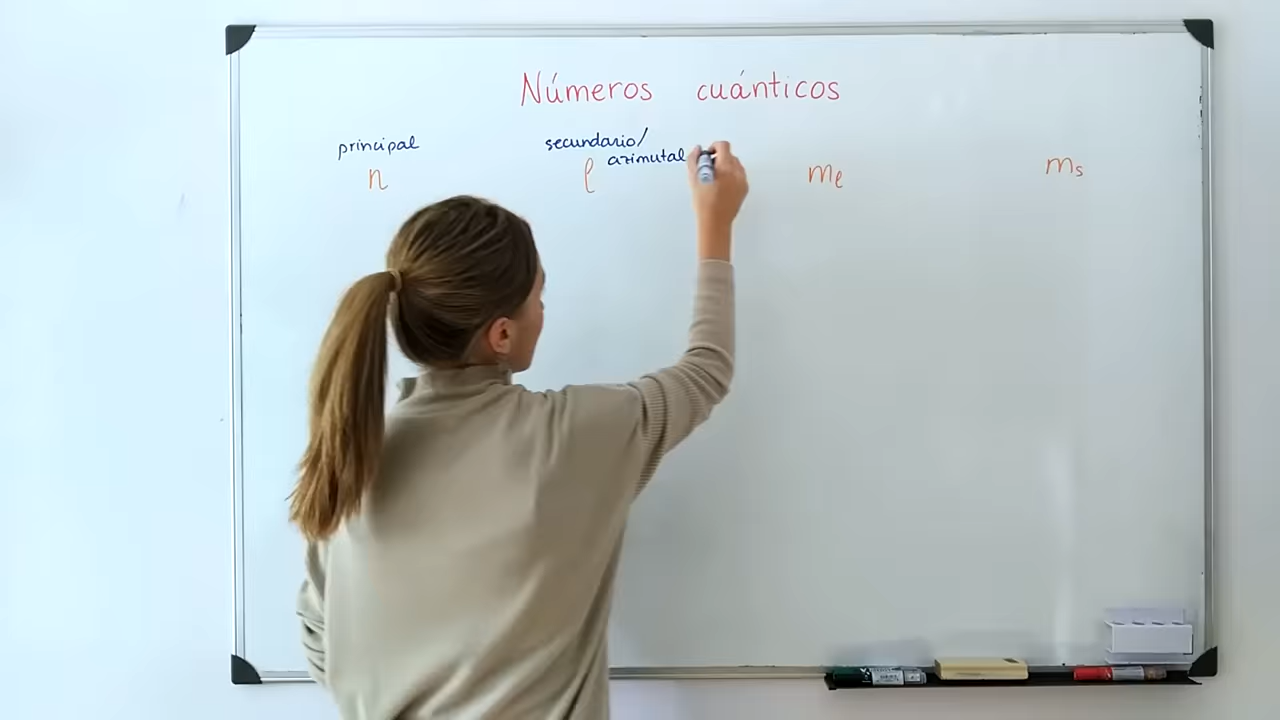 Números cuánticos
principal
n
secundario/
azimutal
l
ml
ms